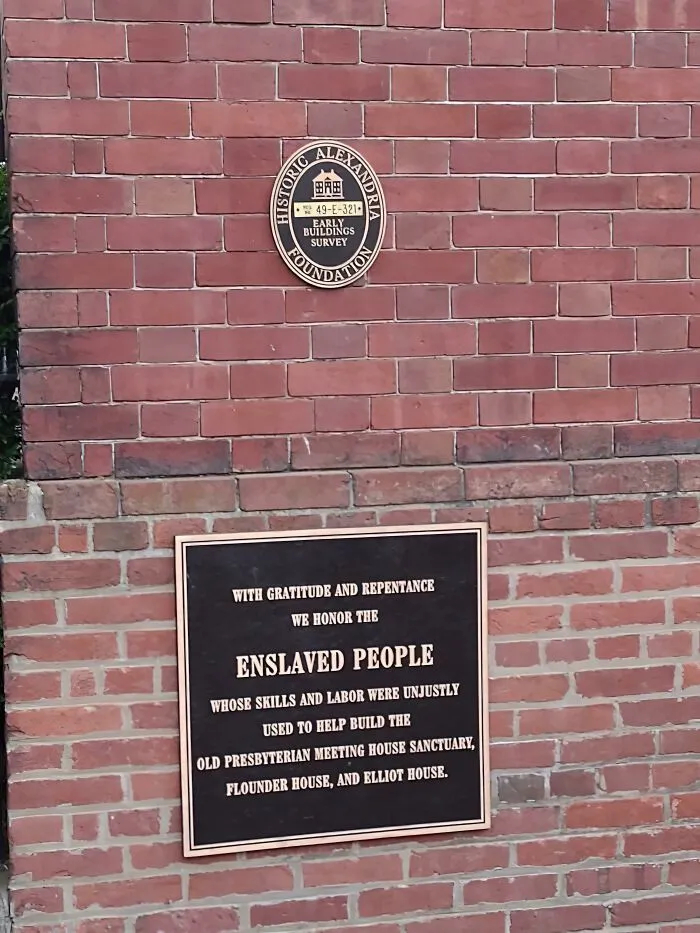 HISTORIC ALEXANDRIA
49-E-321
EARLY
BUILDINGS
SURVEY
FOUNDATION
WITH GRATITUDE AND REPENTANCE
WE HONOR THE
ENSLAVED PEOPLE
WHOSE SKILLS AND LABOR WERE UNJUSTLY
USED TO HELP BUILD THE
OLD PRESBYTERIAN MEETING HOUSE SANCTUARY,
FLOUNDER HOUSE, AND ELLIOT HOUSE.